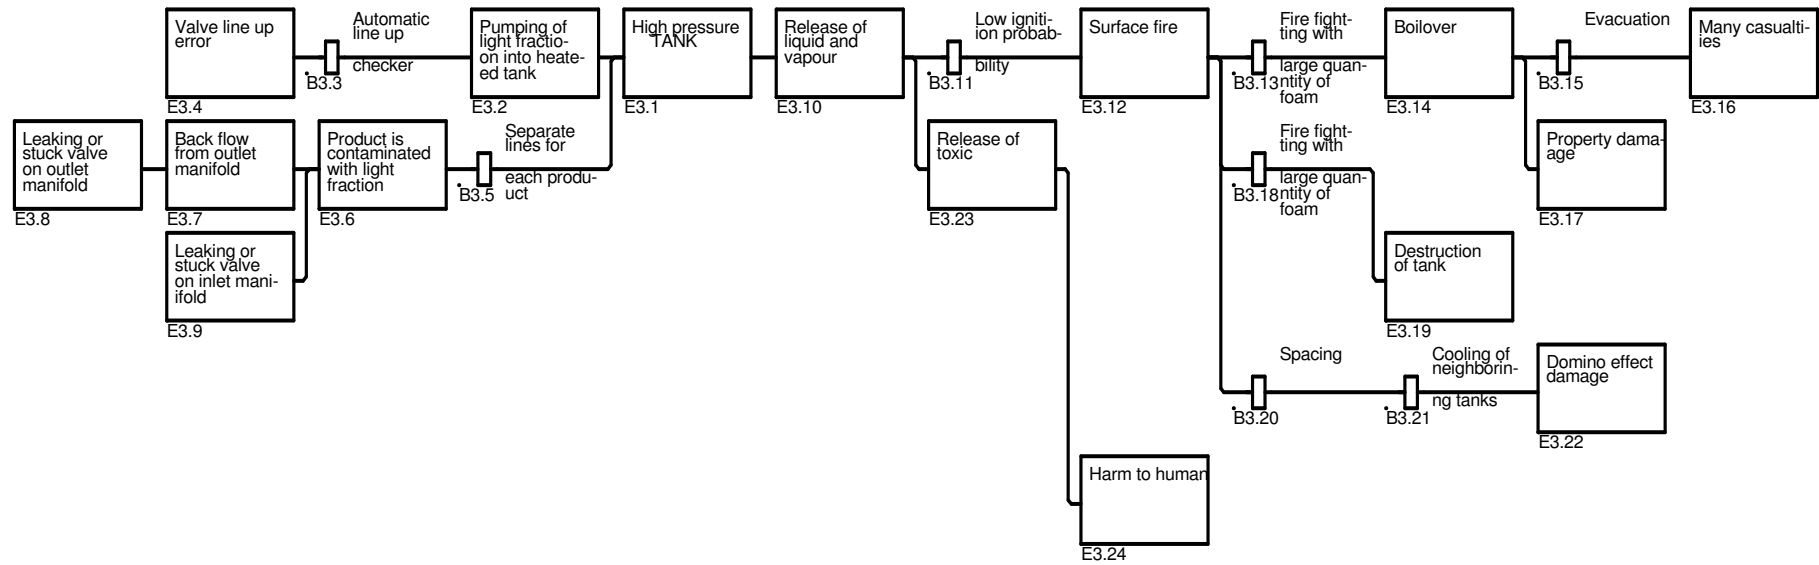 Valve line up
error
E3.4
Automatic
line up
checker
B3.3
Pumping of
light fractio-
on into heate-
ed tank
E3.2
High pressure
TANK
E3.1
Release of
liquid and
vapour
E3.10
Low igniti-
ion probab-
bility
B3.11
Surface fire
E3.12
Fire fight-
ting with
large quan-
ntity of
foam
B3.13
Boilover
E3.14
Evacuation
B3.15
Many casualti-
ies
E3.16
Leaking or
stuck valve
on outlet
manifold
E3.8
Back flow
from outlet
manifold
E3.7
Product is
contaminated
with light
fraction
E3.6
Separate
lines for
each produ-
uct
B3.5
Release of
toxic
E3.23
Fire fight-
ting with
large quan-
ntity of
foam
B3.18
Property dama-
age
E3.17
Leaking or
stuck valve
on inlet mani-
ifold
E3.9
Destruction
of tank
E3.19
Spacing
B3.20
Cooling of
neighborin-
ng tanks
B3.21
Domino effect
damage
E3.22
Harm to human
E3.24